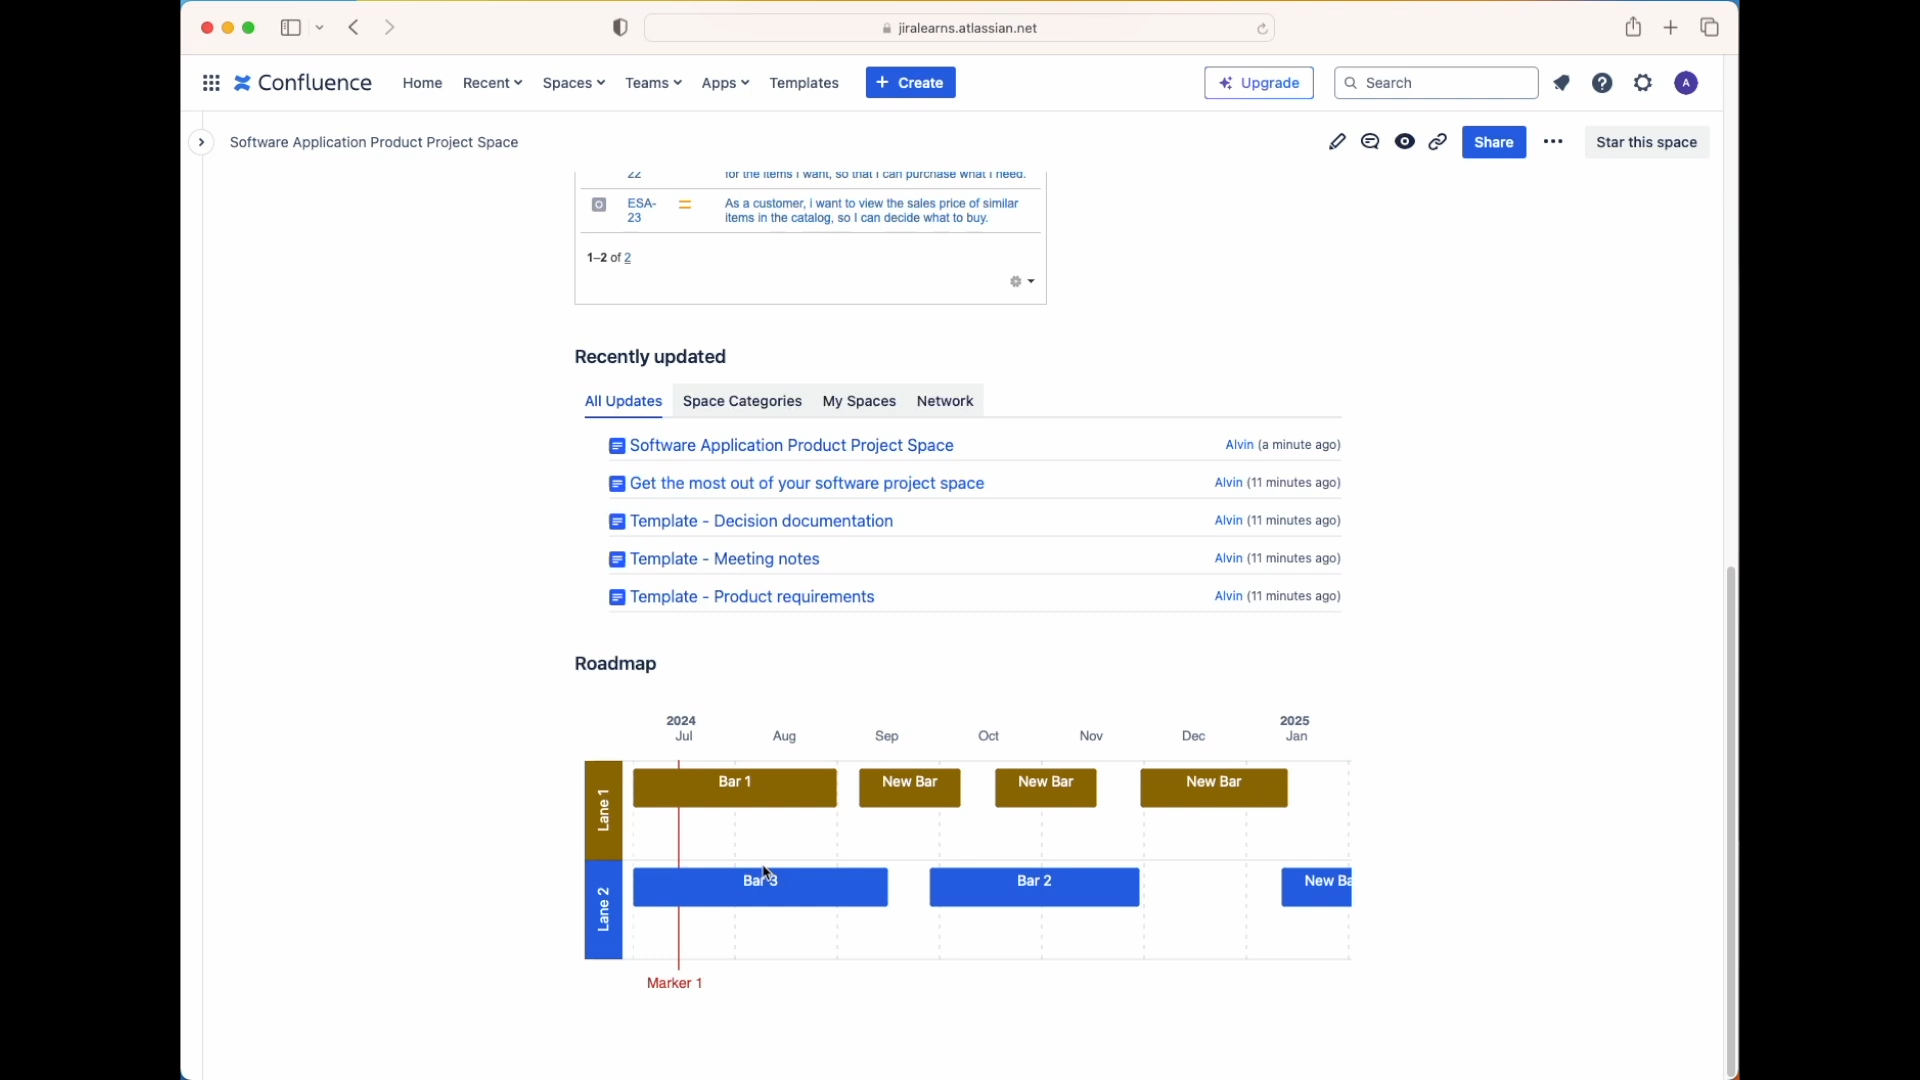 jiralearns.atlassian.net
Confluence
Home
Recent
Spaces
Teams
Apps
Templates
+ Create
Upgrade
Search
A
Software Application Product Project Space
Share
Star this space
22
for the items I want, so that I can purchase what I need.
ESA-
23
As a customer, i want to view the sales price of similar
items in the catalog, so I can decide what to buy.
1–2 of 2
Recently updated
All Updates
Space Categories
My Spaces
Network
Software Application Product Project Space
Alvin (a minute ago)
Get the most out of your software project space
Alvin (11 minutes ago)
Template - Decision documentation
Alvin (11 minutes ago)
Template - Meeting notes
Alvin (11 minutes ago)
Template - Product requirements
Alvin (11 minutes ago)
Roadmap
2024
2025
Jul
Aug
Sep
Oct
Nov
Dec
Jan
Lane 1
Bar 1
New Bar
New Bar
New Bar
Lane 2
Bar 3
Bar 2
New Ba
Marker 1